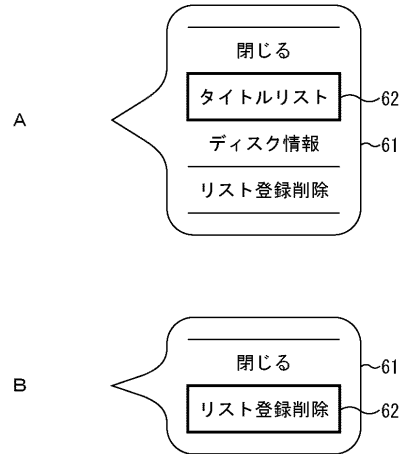 閉じる
A タイトルリスト 62
ディスク情報 61
リスト登録削除
閉じる 61
B リスト登録削除 62